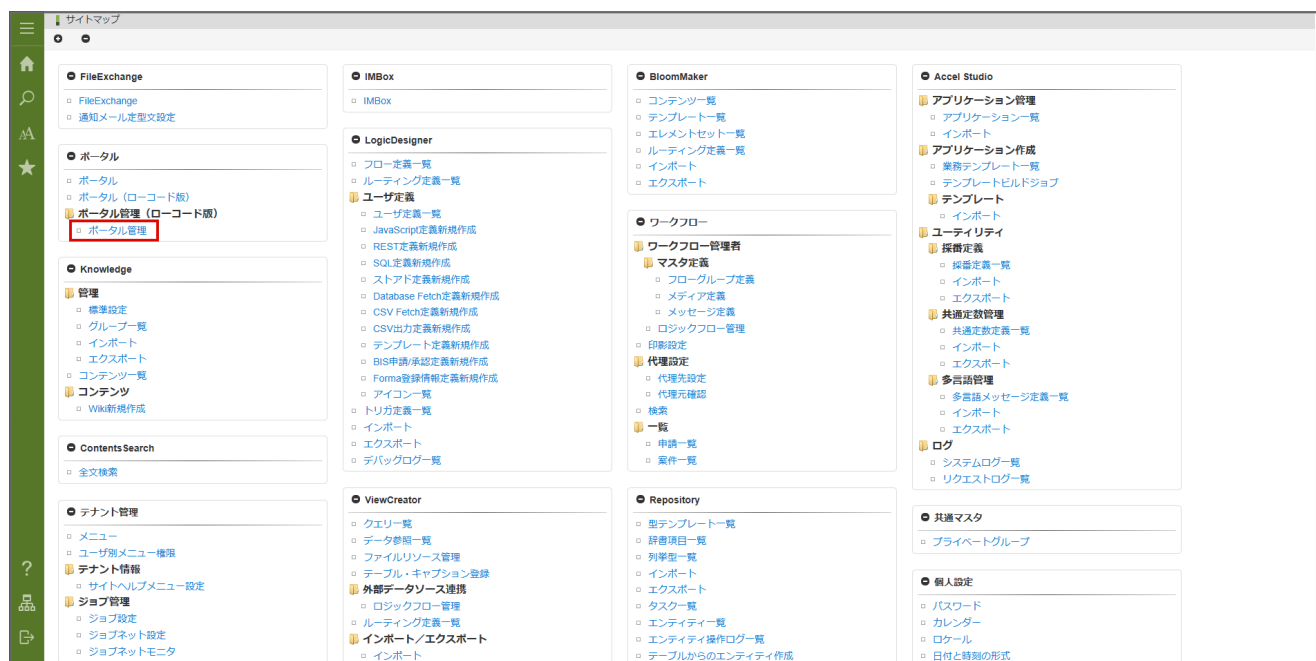 サイトマップ
FileExchange
FileExchange
通知メール定型文設定
ポータル
ポータル
ポータル（ローコード版）
ポータル管理（ローコード版）
ポータル管理
Knowledge
管理
標準設定
グループ一覧
インポート
エクスポート
コンテンツ一覧
コンテンツ
Wiki新規作成
ContentsSearch
全文検索
テナント管理
メニュー
ユーザ別メニュー権限
テナント情報
サイトヘルプメニュー設定
ジョブ管理
ジョブ設定
ジョブネット設定
ジョブネットモニタ
IMBox
IMBox
LogicDesigner
フロー定義一覧
ルーティング定義一覧
ユーザ定義
ユーザ定義一覧
JavaScript定義新規作成
REST定義新規作成
SQL定義新規作成
ストアド定義新規作成
Database Fetch定義新規作成
CSV Fetch定義新規作成
CSV出力定義新規作成
テンプレート定義新規作成
BIS申請/承認定義新規作成
Forma登録情報定義新規作成
アイコン一覧
トリガ定義一覧
インポート
エクスポート
デバッグログ一覧
ViewCreator
クエリ一覧
データ参照一覧
ファイルリソース管理
テーブル・キャプション登録
外部データソース連携
ロジックフロー管理
ルーティング定義一覧
インポート／エクスポート
インポート
BloomMaker
コンテンツ一覧
テンプレート一覧
エレメントセット一覧
ルーティング定義一覧
インポート
エクスポート
ワークフロー
ワークフロー管理者
マスタ定義
フローグループ定義
メディア定義
メッセージ定義
ロジックフロー管理
印影設定
代理設定
代理先設定
代理元確認
検索
一覧
申請一覧
案件一覧
Repository
型テンプレート一覧
辞書項目一覧
列挙型一覧
インポート
エクスポート
タスク一覧
エンティティ一覧
エンティティ操作ログ一覧
テーブルからのエンティティ作成
Accel Studio
アプリケーション管理
アプリケーション一覧
インポート
アプリケーション作成
業務テンプレート一覧
テンプレートビルドジョブ
テンプレート
インポート
ユーティリティ
採番定義
採番定義一覧
インポート
エクスポート
共通定数管理
共通定数定義一覧
インポート
エクスポート
多言語管理
多言語メッセージ定義一覧
インポート
エクスポート
ログ
システムログ一覧
リクエストログ一覧
共通マスタ
プライベートグループ
個人設定
パスワード
カレンダー
ロケール
日付と時刻の形式